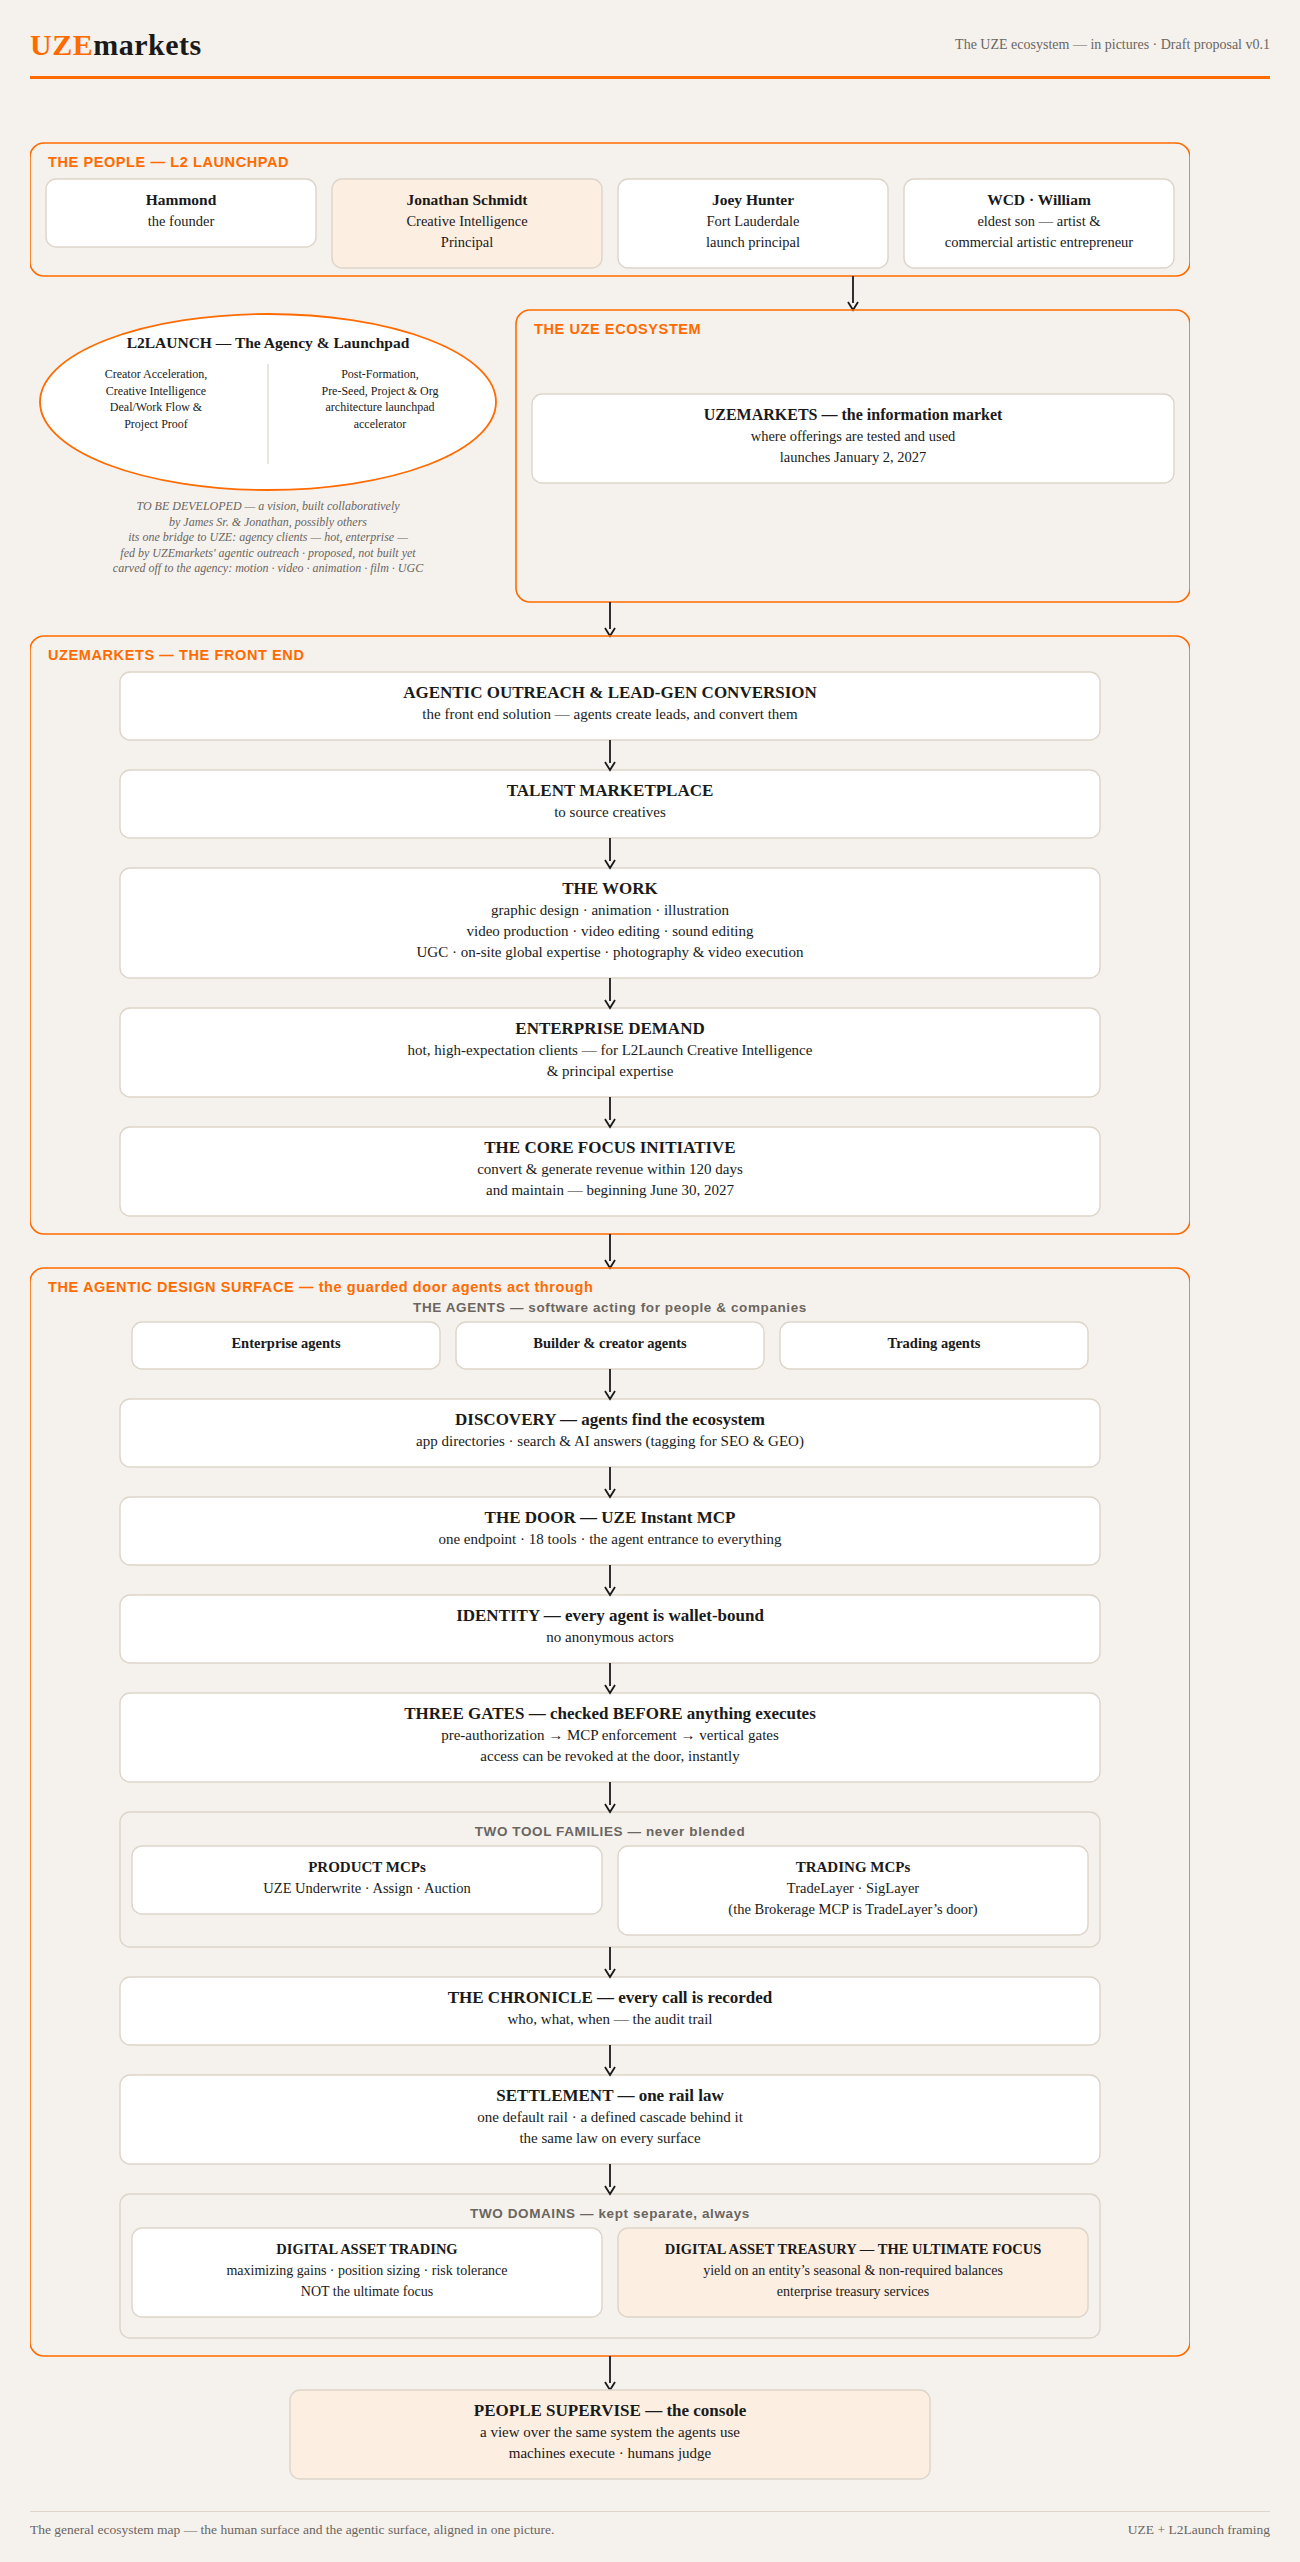 UZEmarkets
The UZE ecosystem — in pictures · Draft proposal v0.1
THE PEOPLE — L2 LAUNCHPAD
Hammond
the founder
Jonathan Schmidt
Creative Intelligence
Principal
Joey Hunter
Fort Lauderdale
launch principal
WCD · William
eldest son — artist &
commercial artistic entrepreneur
L2LAUNCH — The Agency & Launchpad
Creator Acceleration,
Creative Intelligence
Deal/Work Flow &
Project Proof
Post-Formation,
Pre-Seed, Project & Org
architecture launchpad
accelerator
TO BE DEVELOPED — a vision, built collaboratively
by James Sr. & Jonathan, possibly others
its one bridge to UZE: agency clients — hot, enterprise —
fed by UZEmarkets' agentic outreach · proposed, not built yet
carved off to the agency: motion · video · animation · film · UGC
THE UZE ECOSYSTEM
UZEMARKETS — the information market
where offerings are tested and used
launches January 2, 2027
UZEMARKETS — THE FRONT END
AGENTIC OUTREACH & LEAD-GEN CONVERSION
the front end solution — agents create leads, and convert them
TALENT MARKETPLACE
to source creatives
THE WORK
graphic design · animation · illustration
video production · video editing · sound editing
UGC · on-site global expertise · photography & video execution
ENTERPRISE DEMAND
hot, high-expectation clients — for L2Launch Creative Intelligence
& principal expertise
THE CORE FOCUS INITIATIVE
convert & generate revenue within 120 days
and maintain — beginning June 30, 2027
THE AGENTIC DESIGN SURFACE — the guarded door agents act through
THE AGENTS — software acting for people & companies
Enterprise agents
Builder & creator agents
Trading agents
DISCOVERY — agents find the ecosystem
app directories · search & AI answers (tagging for SEO & GEO)
THE DOOR — UZE Instant MCP
one endpoint · 18 tools · the agent entrance to everything
IDENTITY — every agent is wallet-bound
no anonymous actors
THREE GATES — checked BEFORE anything executes
pre-authorization → MCP enforcement → vertical gates
access can be revoked at the door, instantly
TWO TOOL FAMILIES — never blended
PRODUCT MCPs
UZE Underwrite · Assign · Auction
TRADING MCPs
TradeLayer · SigLayer
(the Brokerage MCP is TradeLayer’s door)
THE CHRONICLE — every call is recorded
who, what, when — the audit trail
SETTLEMENT — one rail law
one default rail · a defined cascade behind it
the same law on every surface
TWO DOMAINS — kept separate, always
DIGITAL ASSET TRADING
maximizing gains · position sizing · risk tolerance
NOT the ultimate focus
DIGITAL ASSET TREASURY — THE ULTIMATE FOCUS
yield on an entity’s seasonal & non-required balances
enterprise treasury services
PEOPLE SUPERVISE — the console
a view over the same system the agents use
machines execute · humans judge
The general ecosystem map — the human surface and the agentic surface, aligned in one picture.
UZE + L2Launch framing